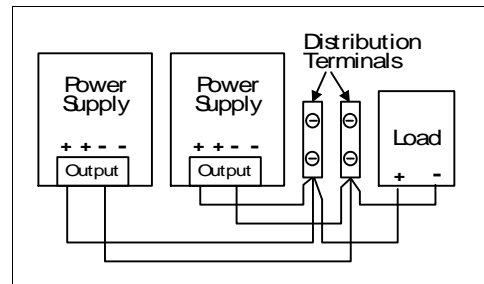 Distribution
Terminals
Power
Supply
+ + - -
Output
Power
Supply
+ + - -
Output
Load
+ -